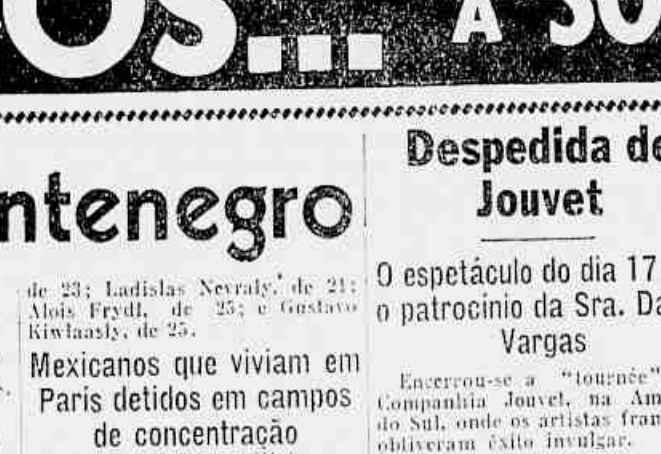 OS... A SO
ntenegro
de 23; Ladislas Nevraly, de 21;
Alois Frydl, de 25; e Gustavo
Kiwlaasly, de 25.
Mexicanos que viviam em
París detidos em campos
de concentração
Despedida de
Jouvet
O espetáculo do dia 17
o patrocinio da Sra. Da
Vargas
Encerrou-se a "tournée"
Companhia Jouvet, na Am
do Sul, onde os artistas fran
obtiveram êxito invulgar.